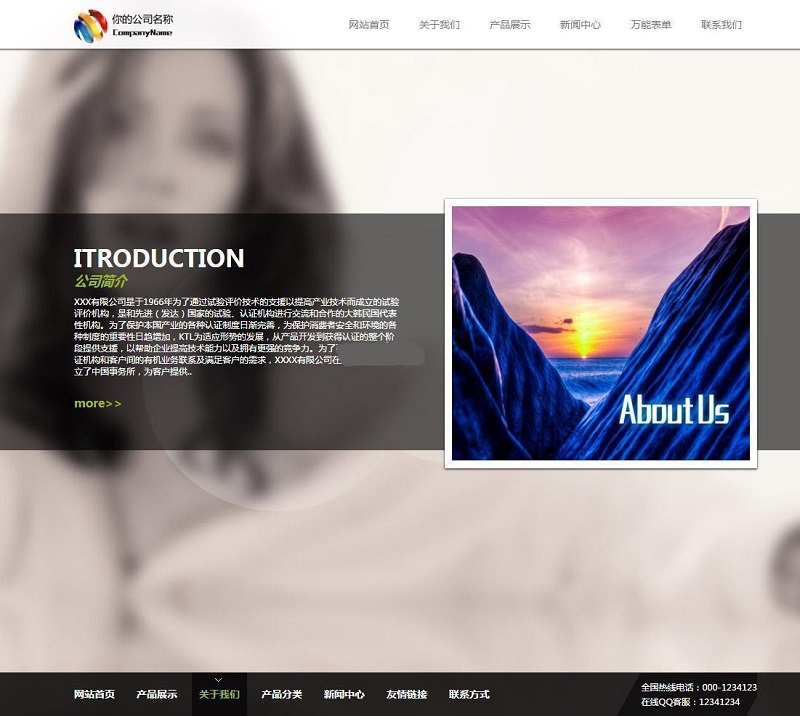 你的公司名称
CompanyName
网站首页 关于我们 产品展示 新闻中心 万能表单 联系我们
ITRODUCTION
公司简介
XXX有限公司是于1966年为了通过试验评价技术的支援以提高产业技术而成立的试验
评价机构，是和先进（发达）国家的试验、认证机构进行交流和合作的大韩民国代表
性机构。为了保护本国产业的各种认证制度日渐完善，为保护消费者安全和环境的各
种制度的重要性日趋增加，KTL为适应形势的发展，从产品开发到获得认证的整个阶
段提供支援，以帮助企业提高技术能力以及拥有更强的竞争力。为了
证机构和客户间的有机业务联系及满足客户的需求，XXXX有限公司在
立了中国事务所，为客户提供..
more>>
About Us
网站首页 产品展示 关于我们 产品分类 新闻中心 友情链接 联系方式
全国热线电话：000-1234123
在线QQ客服：12341234